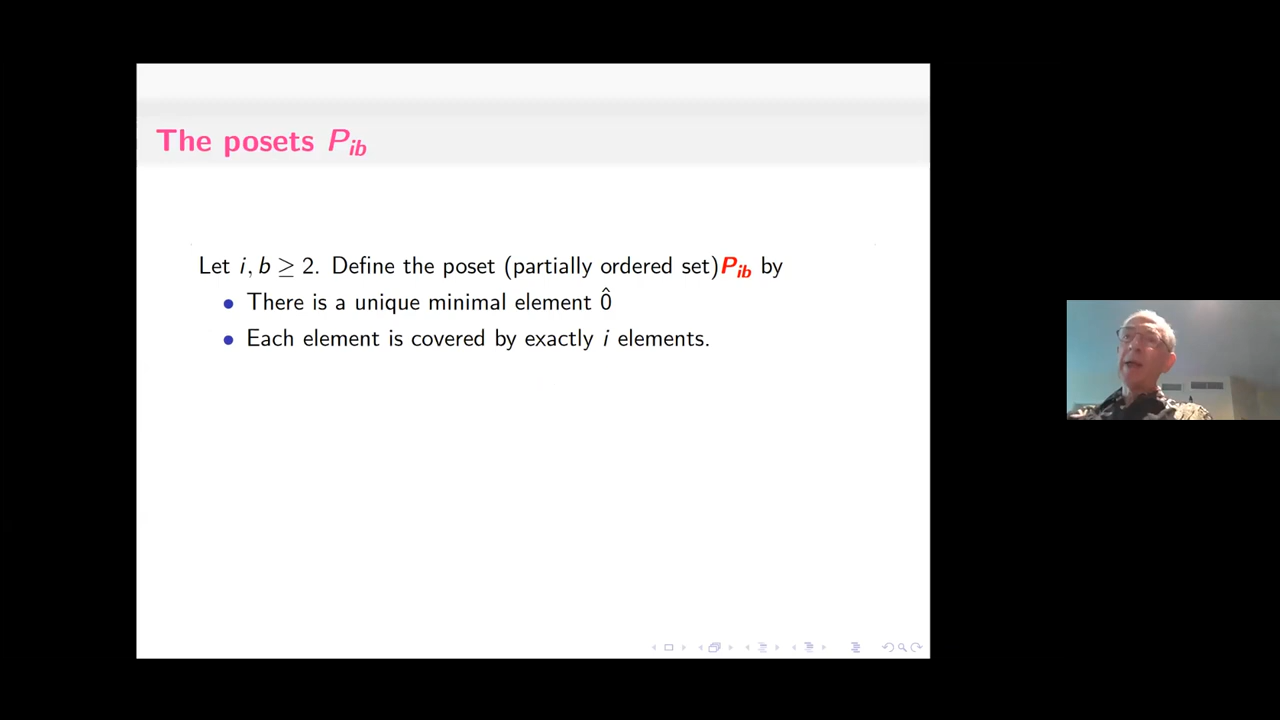 The posets P_ib
Let i, b ≥ 2. Define the poset (partially ordered set)P_ib by
• There is a unique minimal element 0̂
• Each element is covered by exactly i elements.